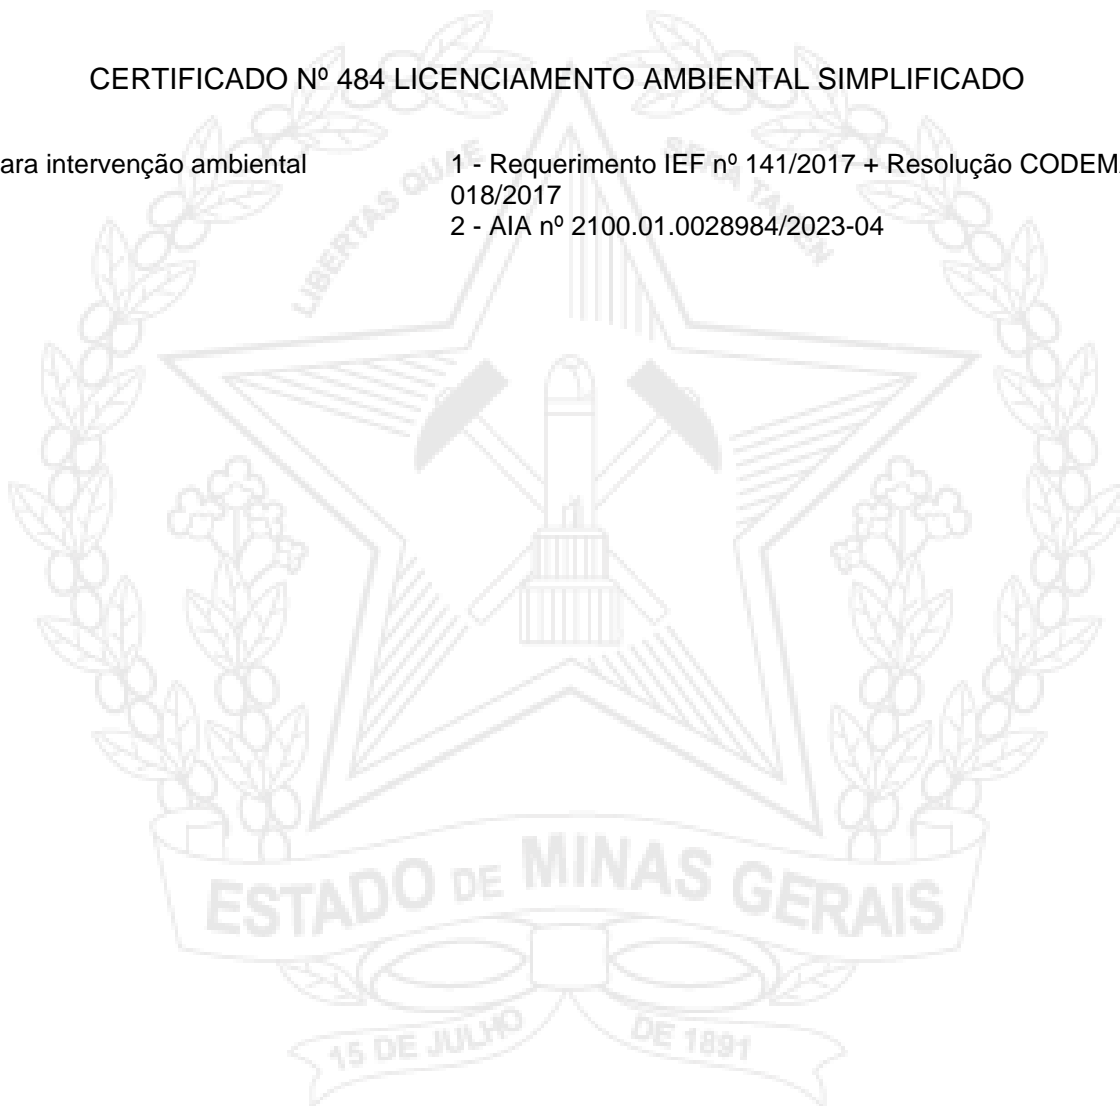 CERTIFICADO Nº 484 LICENCIAMENTO AMBIENTAL SIMPLIFICADO
ara intervenção ambiental
1 - Requerimento IEF nº 141/2017 + Resolução CODEM
018/2017
2 - AIA nº 2100.01.0028984/2023-04
LIBERTAS QUÆ SERA TAMEN
ESTADO DE MINAS GERAIS
15 DE JULHO DE 1891